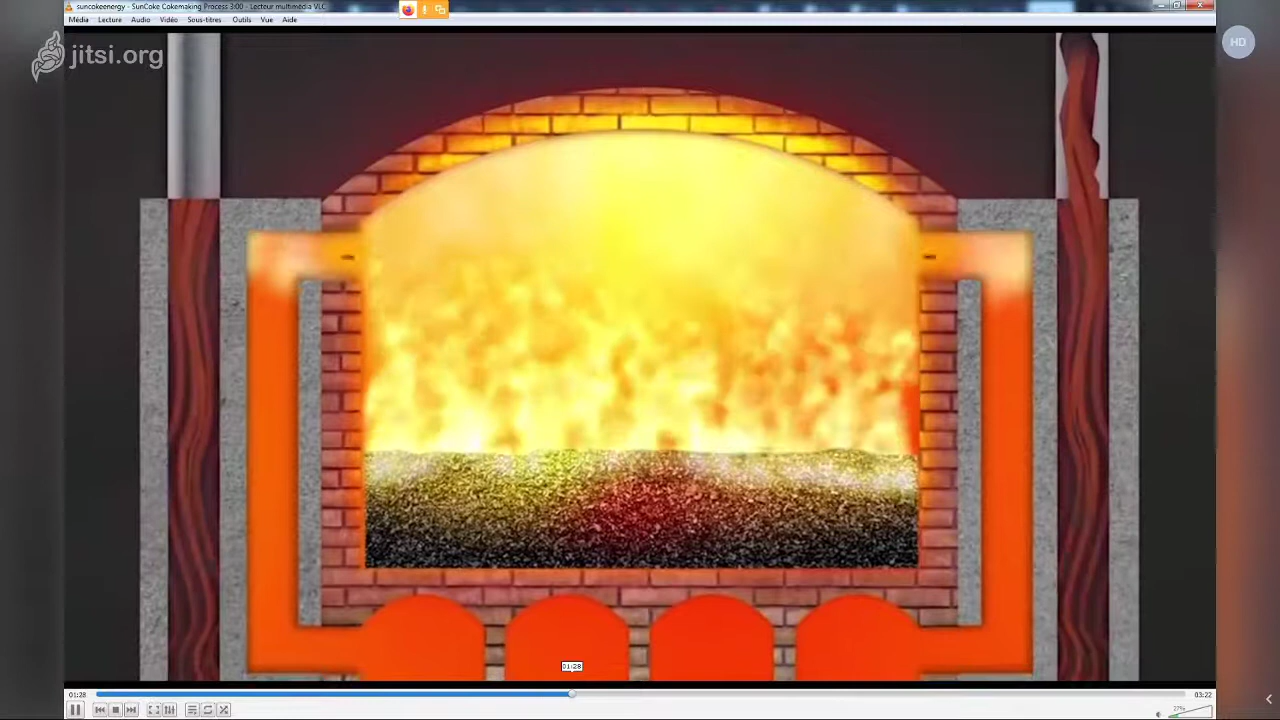 suncokeenergy - SunCoke Cokemaking Process 3:00 - Lecteur multimédia VLC
Média Lecture Audio Vidéo Sous-titres Outils Vue Aide
jitsi.org
HD
01:28
01:28
03:22
27%